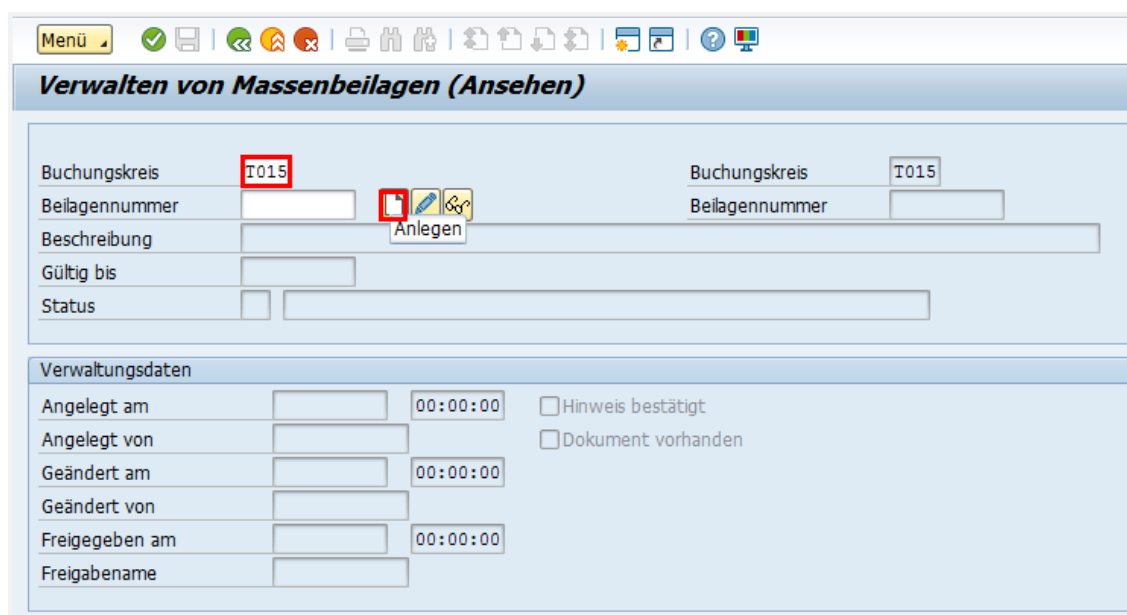 Menü
Verwalten von Massenbeilagen (Ansehen)
Buchungskreis T015 Buchungskreis T015
Beilagennummer Beilagennummer
Anlegen
Beschreibung
Gültig bis
Status
Verwaltungsdaten
Angelegt am 00:00:00 Hinweis bestätigt
Angelegt von Dokument vorhanden
Geändert am 00:00:00
Geändert von
Freigegeben am 00:00:00
Freigabename